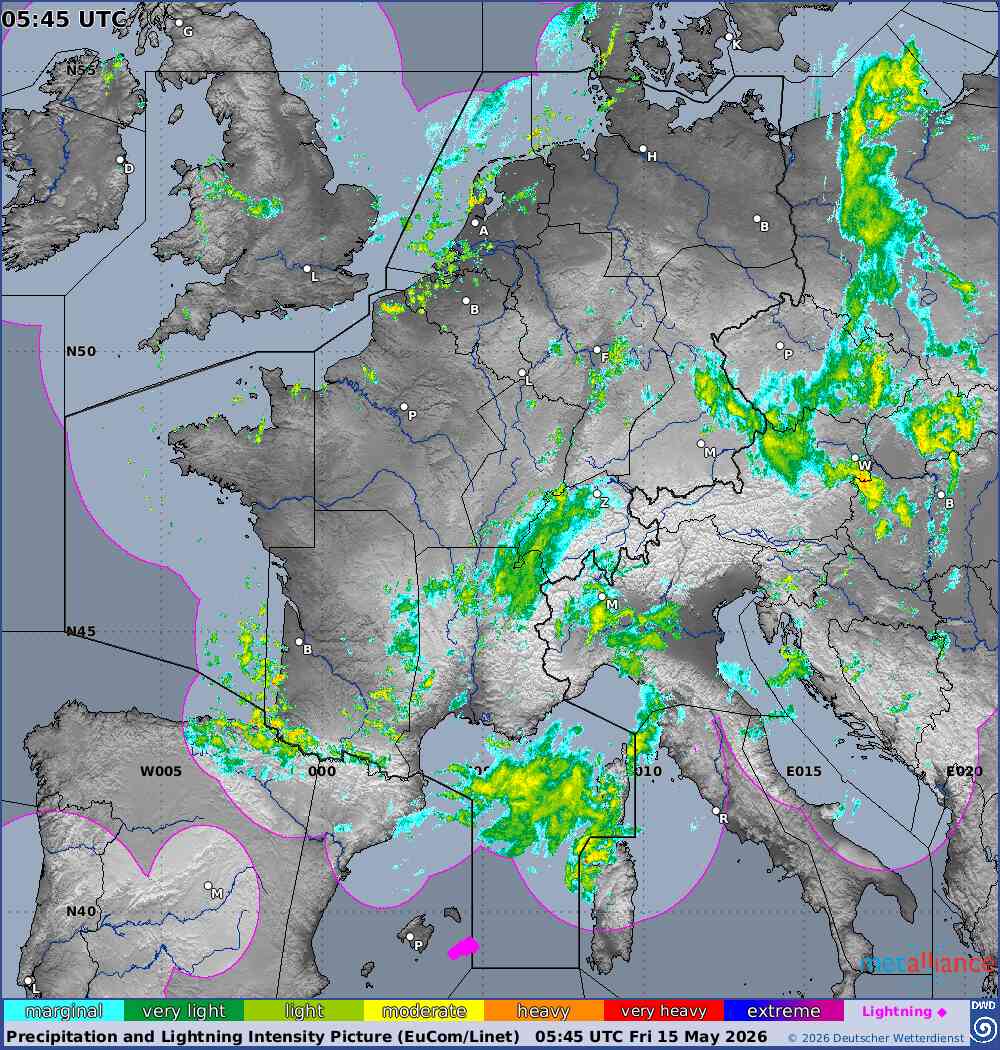 05:45 UTC
G
K
N55
D
H
A
B
B
L
B
N50
P
F
L
P
M
W
Z
B
M
N45
B
W005
000
010
E015
E020
R
M
N40
P
L
metalliance
marginal very light light moderate heavy very heavy extreme Lightning ◆
DWD
Precipitation and Lightning Intensity Picture (EuCom/Linet) 05:45 UTC Fri 15 May 2026 © 2026 Deutscher Wetterdienst